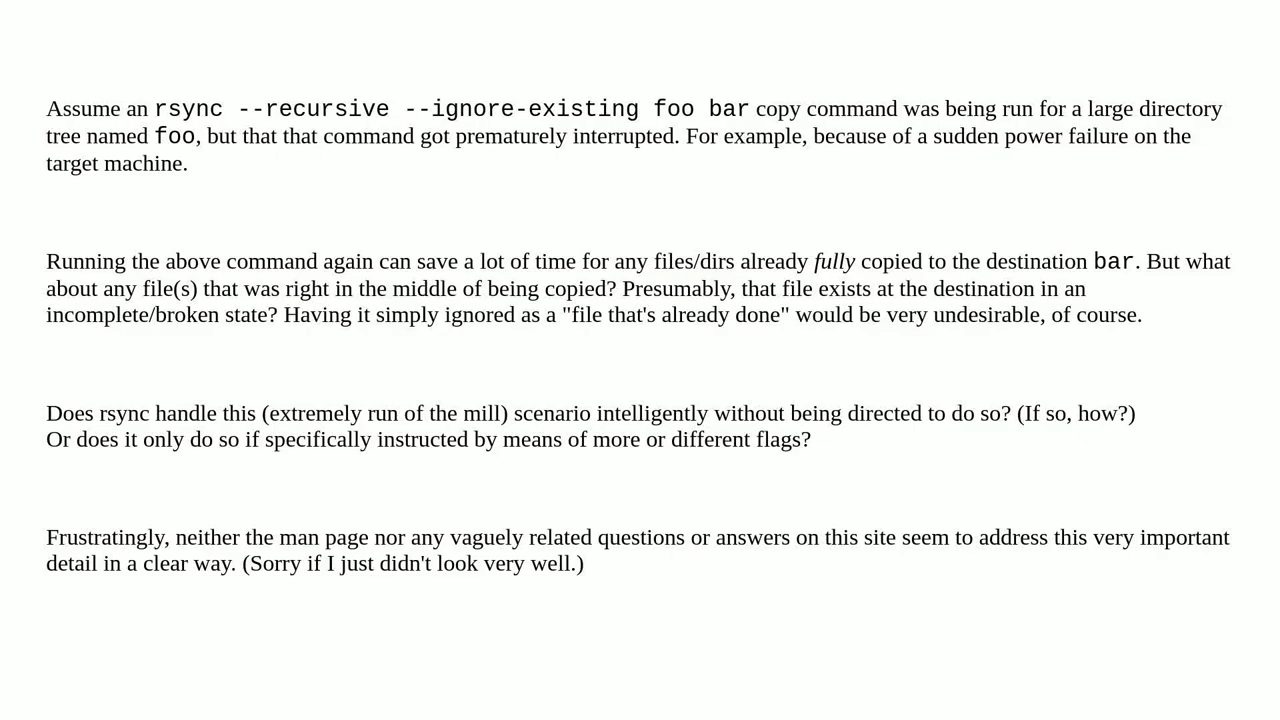 Assume an rsync --recursive --ignore-existing foo bar copy command was being run for a large directory
tree named foo, but that that command got prematurely interrupted. For example, because of a sudden power failure on the
target machine.
Running the above command again can save a lot of time for any files/dirs already fully copied to the destination bar. But what
about any file(s) that was right in the middle of being copied? Presumably, that file exists at the destination in an
incomplete/broken state? Having it simply ignored as a "file that's already done" would be very undesirable, of course.
Does rsync handle this (extremely run of the mill) scenario intelligently without being directed to do so? (If so, how?)
Or does it only do so if specifically instructed by means of more or different flags?
Frustratingly, neither the man page nor any vaguely related questions or answers on this site seem to address this very important
detail in a clear way. (Sorry if I just didn't look very well.)